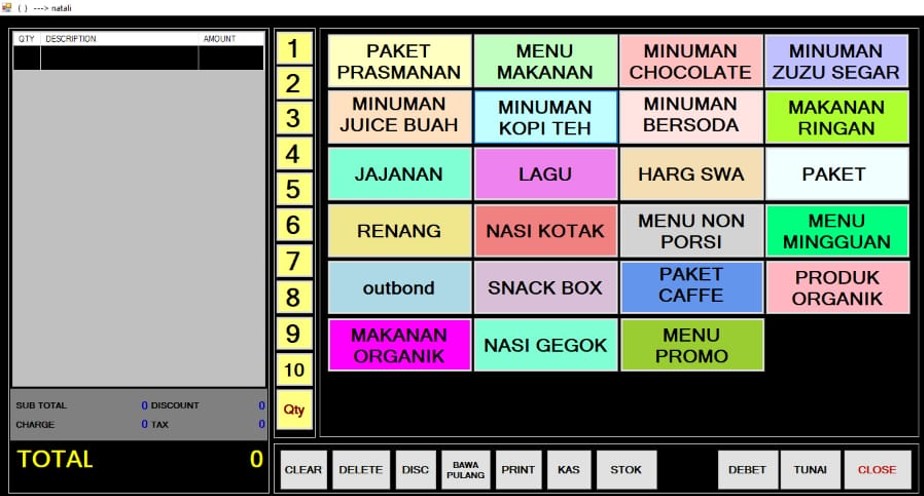 ( ) ---> natali
QTY DESCRIPTION AMOUNT
1
2
3
4
5
6
7
8
9
10
Qty
PAKET
PRASMANAN
MENU
MAKANAN
MINUMAN
CHOCOLATE
MINUMAN
ZUZU SEGAR
MINUMAN
JUICE BUAH
MINUMAN
KOPI TEH
MINUMAN
BERSODA
MAKANAN
RINGAN
JAJANAN
LAGU
HARG SWA
PAKET
RENANG
NASI KOTAK
MENU NON
PORSI
MENU
MINGGUAN
outbond
SNACK BOX
PAKET
CAFFE
PRODUK
ORGANIK
MAKANAN
ORGANIK
NASI GEGOK
MENU
PROMO
SUB TOTAL 0 DISCOUNT 0
CHARGE 0 TAX 0
TOTAL 0
CLEAR
DELETE
DISC
BAWA
PULANG
PRINT
KAS
STOK
DEBET
TUNAI
CLOSE